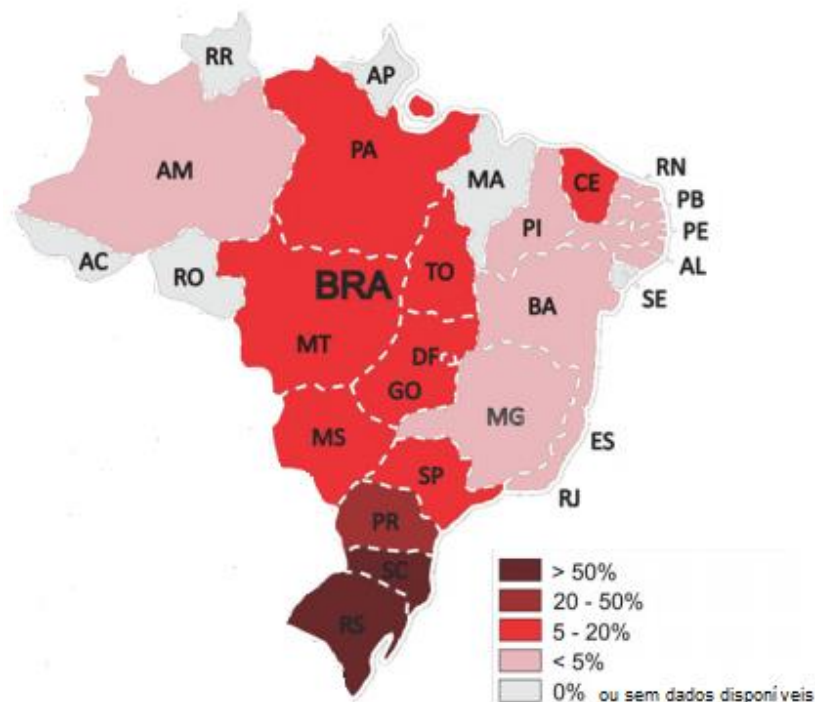 RR
AP
AM
PA
MA
CE
RN
PB
PI
PE
AC
RO
AL
BRA
TO
BA
SE
MT
DF
GO
MG
MS
ES
SP
RJ
PR
SC
RS
> 50%
20 - 50%
5 - 20%
< 5%
0% ou sem dados disponíveis